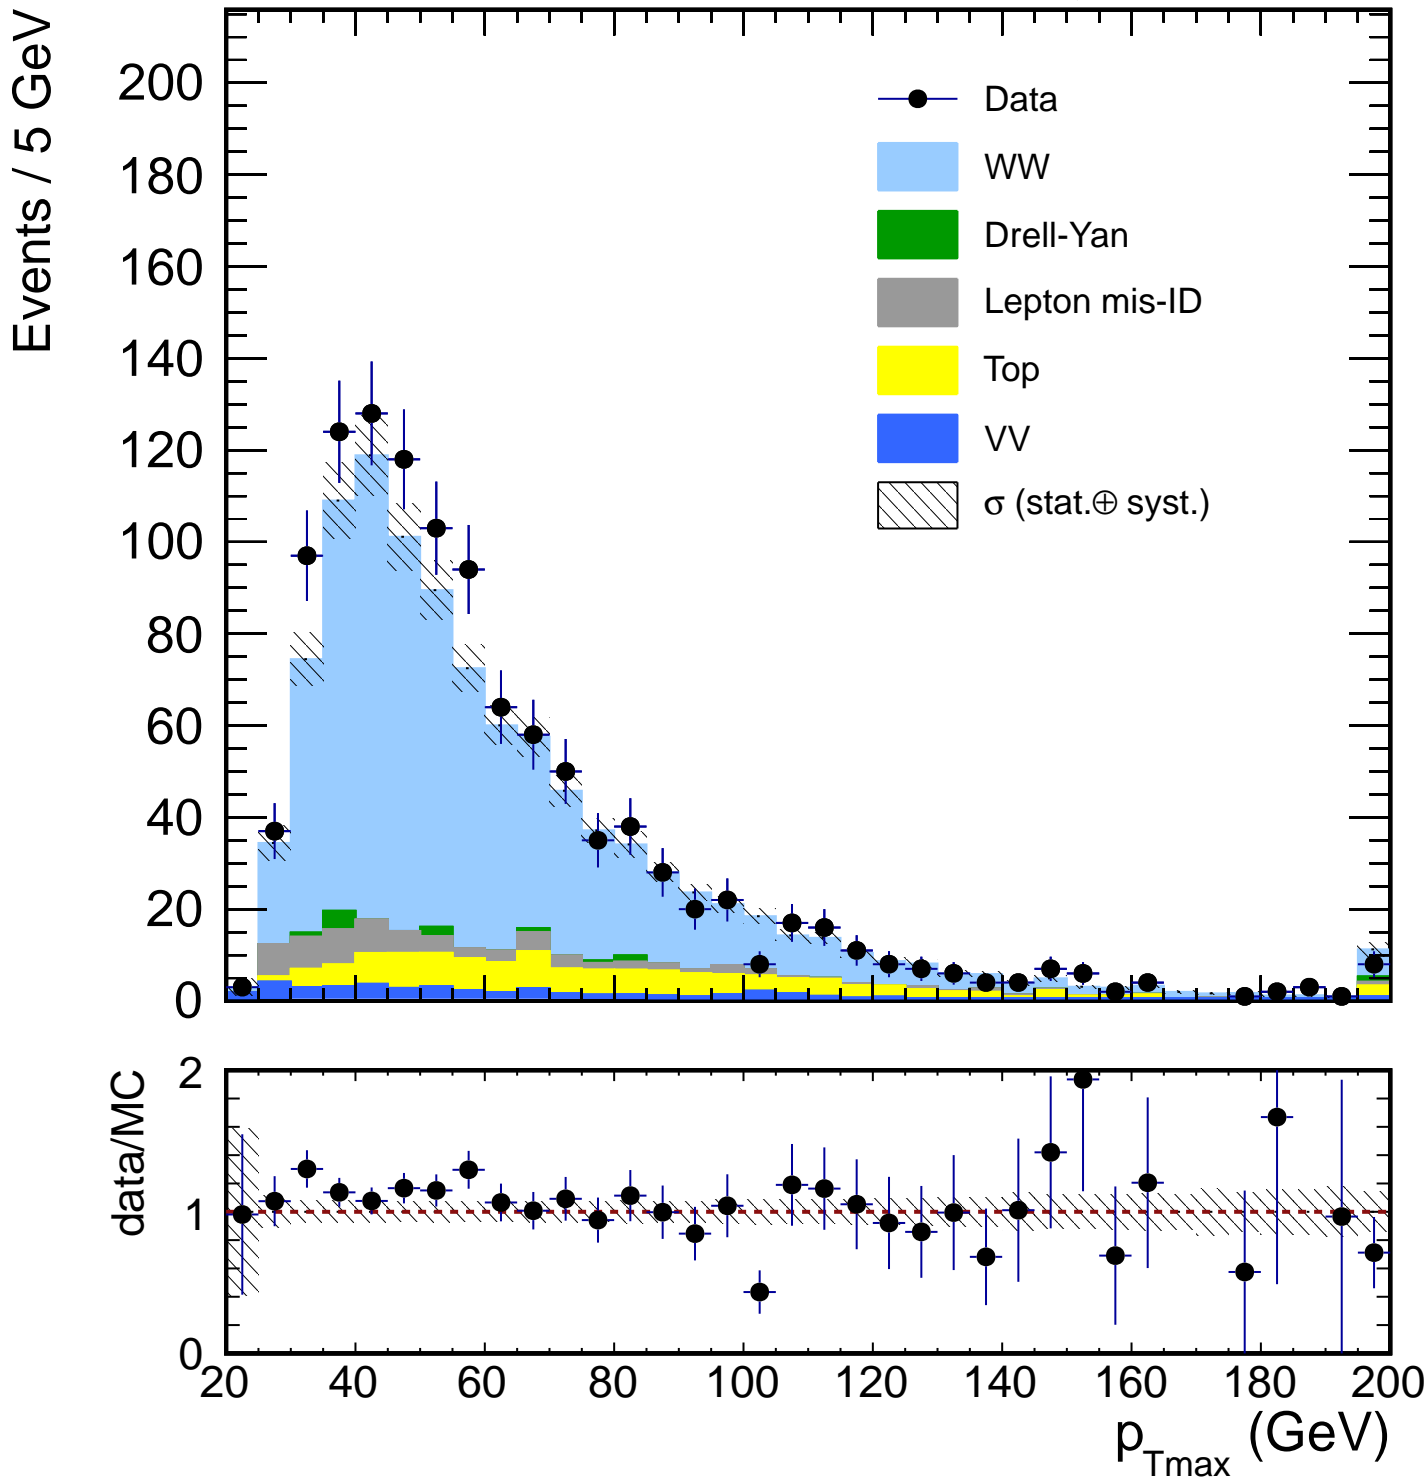 Events / 5 GeV
200
180
160
140
120
100
80
60
40
20
0
Data
WW
Drell-Yan
Lepton mis-ID
Top
VV
σ (stat.⊕ syst.)
data/MC
2
1
0
20 40 60 80 100 120 140 160 180 200
pTmax (GeV)